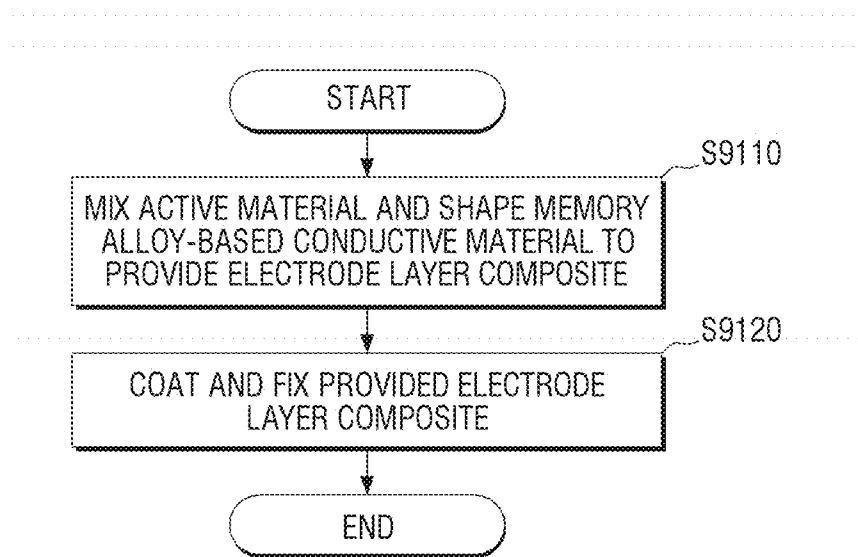 START
S9110
MIX ACTIVE MATERIAL AND SHAPE MEMORY
ALLOY-BASED CONDUCTIVE MATERIAL TO
PROVIDE ELECTRODE LAYER COMPOSITE
S9120
COAT AND FIX PROVIDED ELECTRODE
LAYER COMPOSITE
END